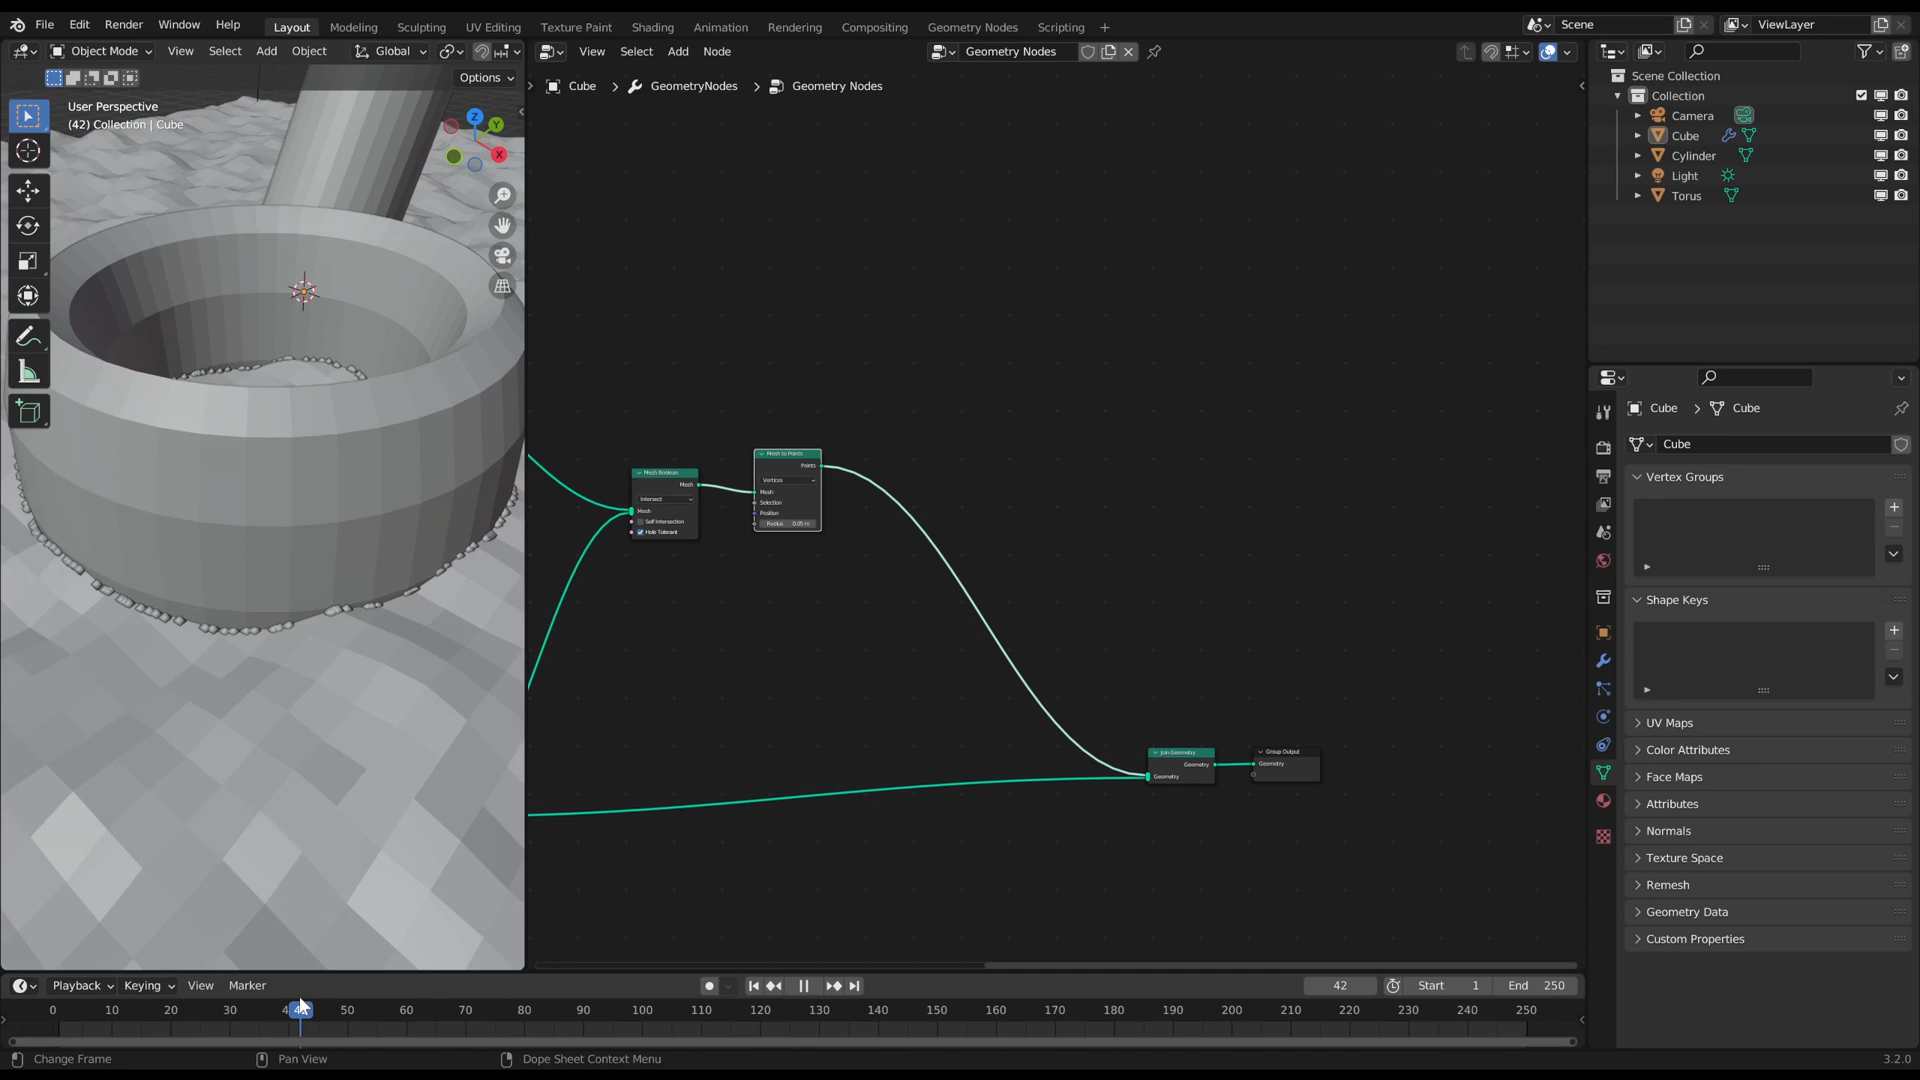 File Edit Render Window Help Layout Modeling Sculpting UV Editing Texture Paint Shading Animation Rendering Compositing Geometry Nodes Scripting + Scene ViewLayer
Object Mode View Select Add Object Global View Select Add Node Geometry Nodes
Options
Cube > GeometryNodes > Geometry Nodes
User Perspective
(42) Collection | Cube
Z
Y
X
Scene Collection
Collection
Camera
Cube
Cylinder
Light
Torus
Mesh Boolean
Mesh
Intersect
Mesh
Self Intersection
Hole Tolerant
Mesh to Points
Points
Vertices
Mesh
Selection
Position
Radius 0.05 m
Join Geometry
Geometry
Geometry
Group Output
Geometry
Cube > Cube
Cube
Vertex Groups
Shape Keys
UV Maps
Color Attributes
Face Maps
Attributes
Normals
Texture Space
Remesh
Geometry Data
Custom Properties
Playback Keying View Marker 42 Start 1 End 250
0 10 20 30 50 60 70 80 90 100 110 120 130 140 150 160 170 180 190 200 210 220 230 240 250
Change Frame Pan View Dope Sheet Context Menu 3.2.0